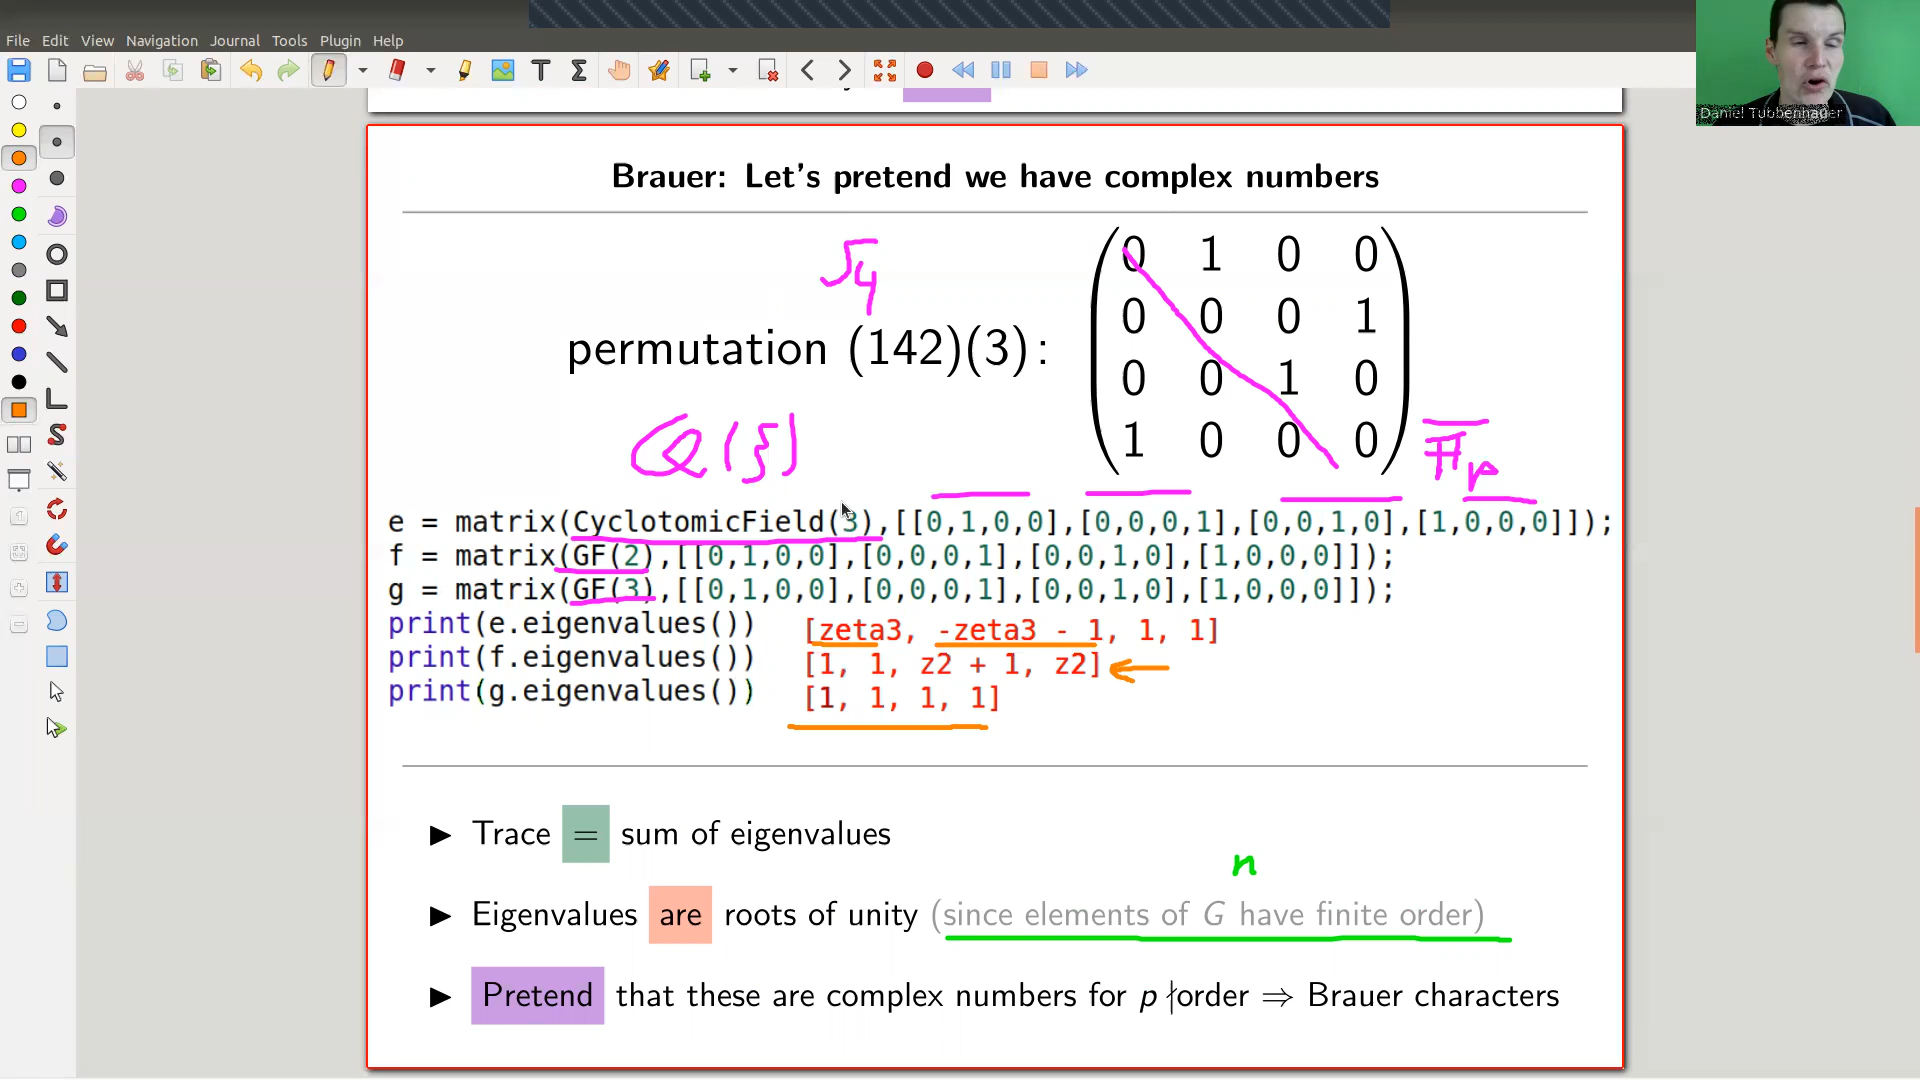 File Edit View Navigation Journal Tools Plugin Help
Daniel Tubbenhauer
Brauer: Let's pretend we have complex numbers
permutation (142)(3):
0 1 0 0
0 0 0 1
0 0 1 0
1 0 0 0
e = matrix(CyclotomicField(3),[[0,1,0,0],[0,0,0,1],[0,0,1,0],[1,0,0,0]]);
f = matrix(GF(2),[[0,1,0,0],[0,0,0,1],[0,0,1,0],[1,0,0,0]]);
g = matrix(GF(3),[[0,1,0,0],[0,0,0,1],[0,0,1,0],[1,0,0,0]]);
print(e.eigenvalues()) [zeta3, -zeta3 - 1, 1, 1]
print(f.eigenvalues()) [1, 1, z2 + 1, z2]
print(g.eigenvalues()) [1, 1, 1, 1]
▶ Trace = sum of eigenvalues
n
▶ Eigenvalues are roots of unity (since elements of G have finite order)
▶ Pretend that these are complex numbers for p ∤ order ⇒ Brauer characters